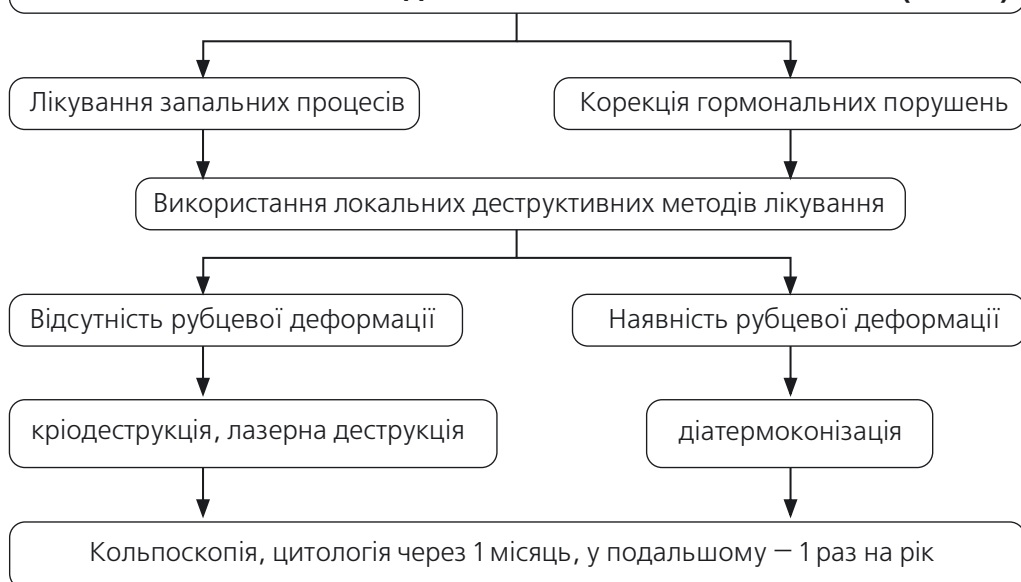 Лікування запальних процесів
Корекція гормональних порушень
Використання локальних деструктивних методів лікування
Відсутність рубцевої деформації
Наявність рубцевої деформації
кріодеструкція, лазерна деструкція
діатермоконізація
Кольпоскопія, цитологія через 1 місяць, у подальшому – 1 раз на рік